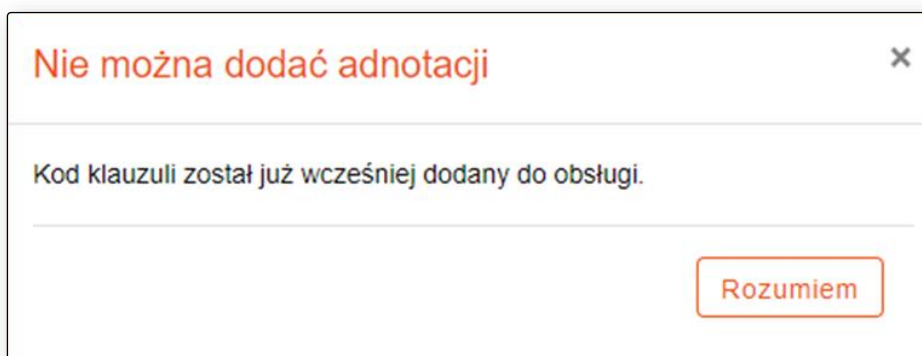 Nie można dodać adnotacji
Kod klauzuli został już wcześniej dodany do obsługi.
Rozumiem